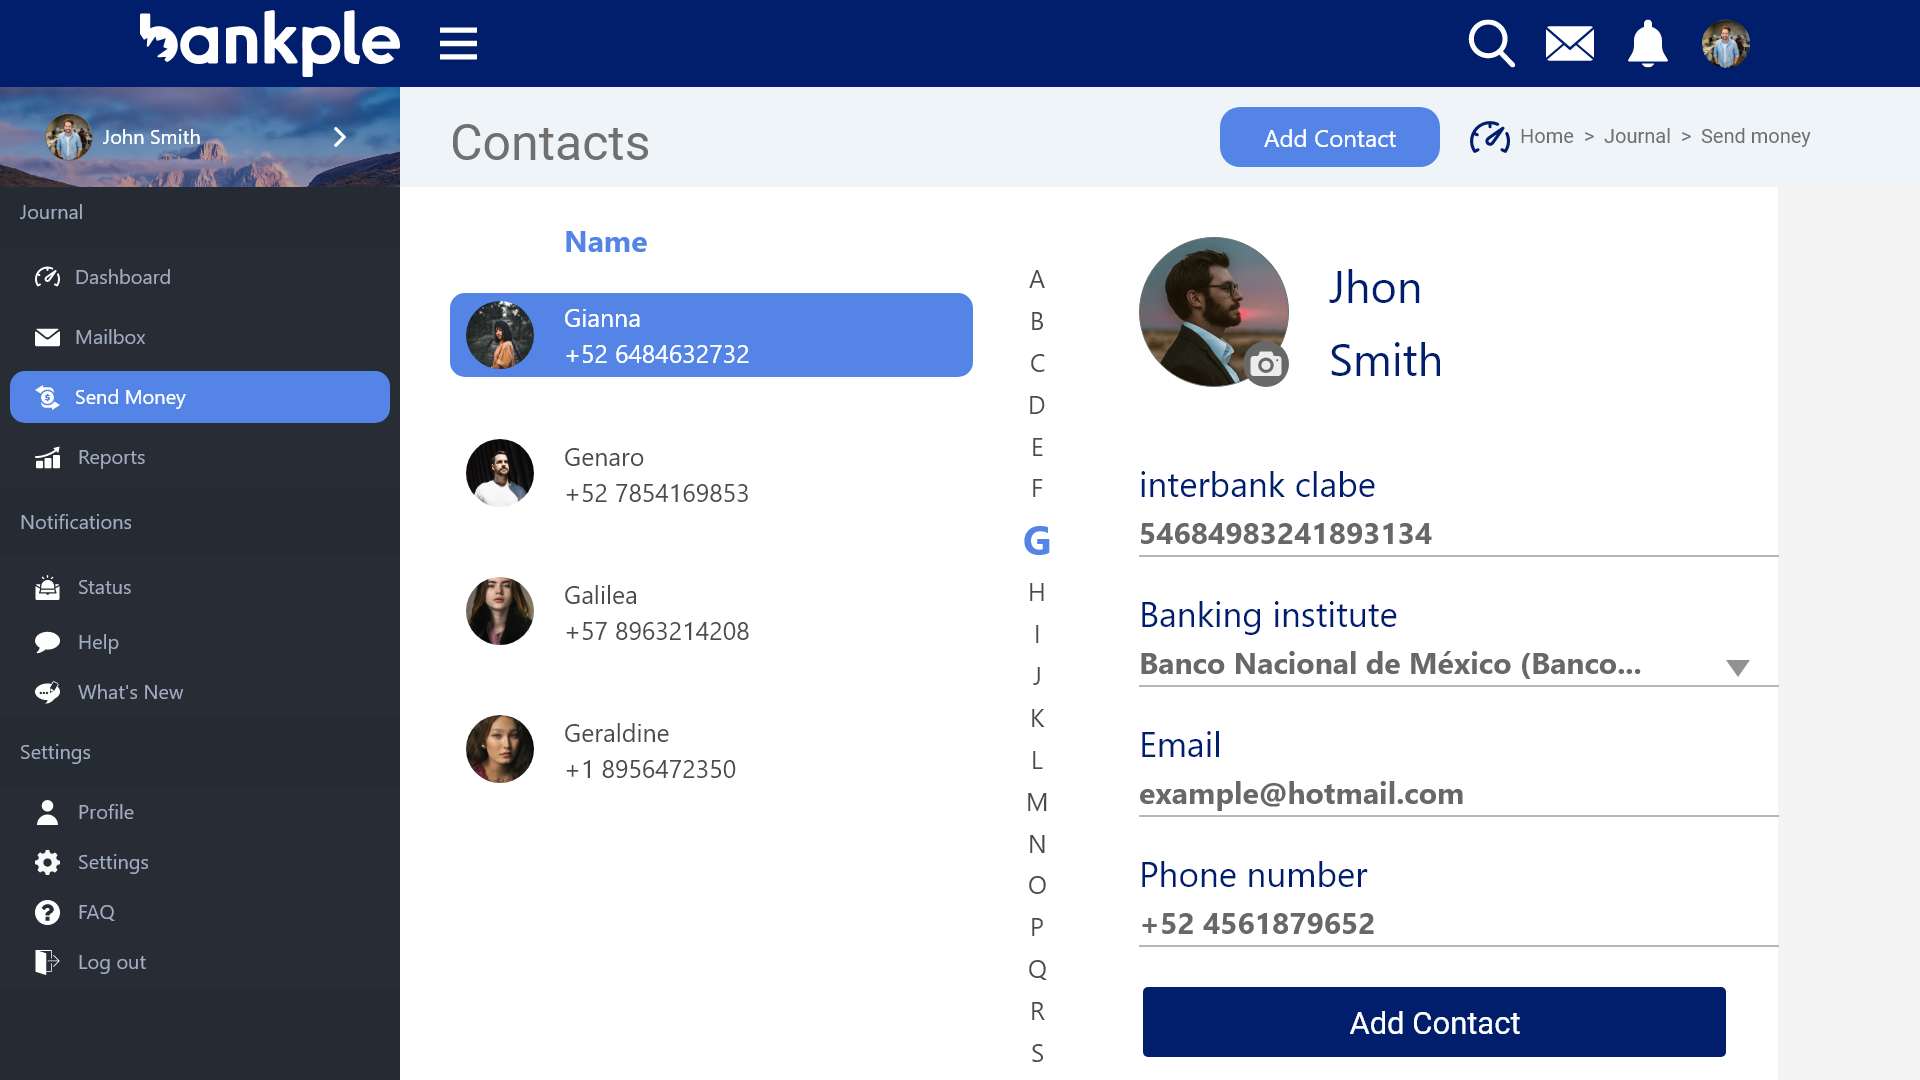 bankple
John Smith
Contacts
Add Contact
Home > Journal > Send money
Journal
Dashboard
Mailbox
Send Money
Reports
Notifications
Status
Help
What's New
Settings
Profile
Settings
FAQ
Log out
Name
Gianna
+52 6484632732
Genaro
+52 7854169853
Galilea
+57 8963214208
Geraldine
+1 8956472350
A
B
C
D
E
F
G
H
I
J
K
L
M
N
O
P
Q
R
S
Jhon
Smith
interbank clabe
54684983241893134
Banking institute
Banco Nacional de México (Banco...
Email
example@hotmail.com
Phone number
+52 4561879652
Add Contact